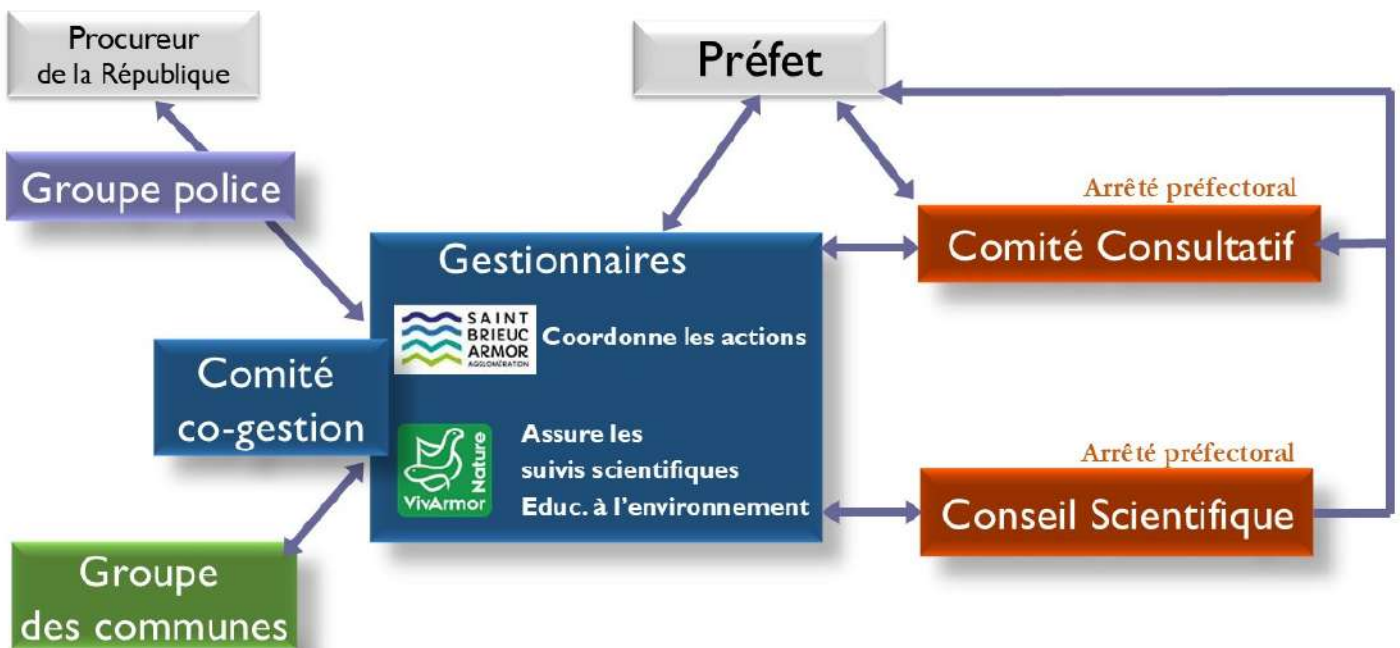 Procureur
de la République
Préfet
Groupe police
Arrêté préfectoral
Comité Consultatif
Gestionnaires
SAINT
BRIEUC
ARMOR
AGGLOMÉRATION
Coordonne les actions
Comité
co-gestion
VivArmor
Nature
Assure les
suivis scientifiques
Educ. à l'environnement
Arrêté préfectoral
Conseil Scientifique
Groupe
des communes